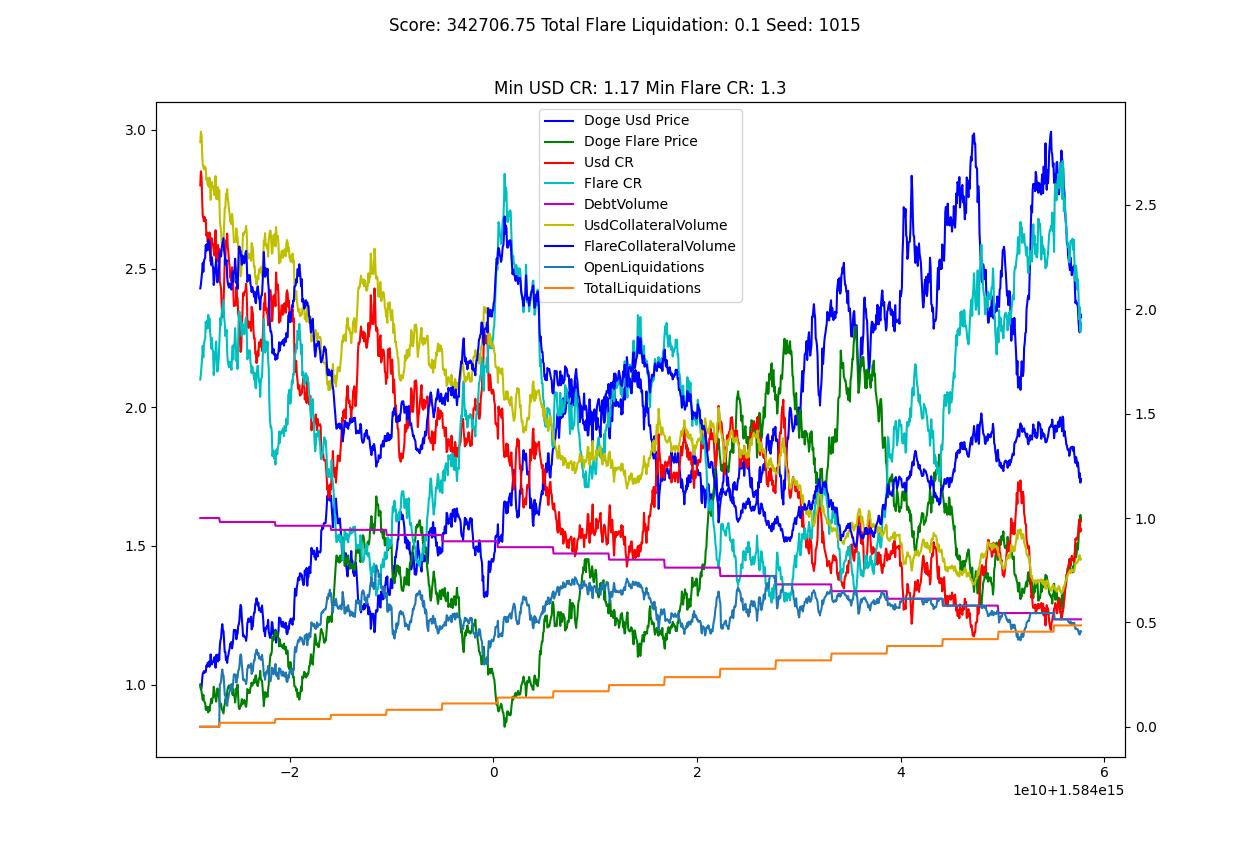 Score: 342706.75 Total Flare Liquidation: 0.1 Seed: 1015
Min USD CR: 1.17 Min Flare CR: 1.3
Doge Usd Price
Doge Flare Price
Usd CR
Flare CR
DebtVolume
UsdCollateralVolume
FlareCollateralVolume
OpenLiquidations
TotalLiquidations
3.0
2.5
2.0
1.5
1.0
2.5
2.0
1.5
1.0
0.5
0.0
−2 0 2 4 6
1e10+1.584e15